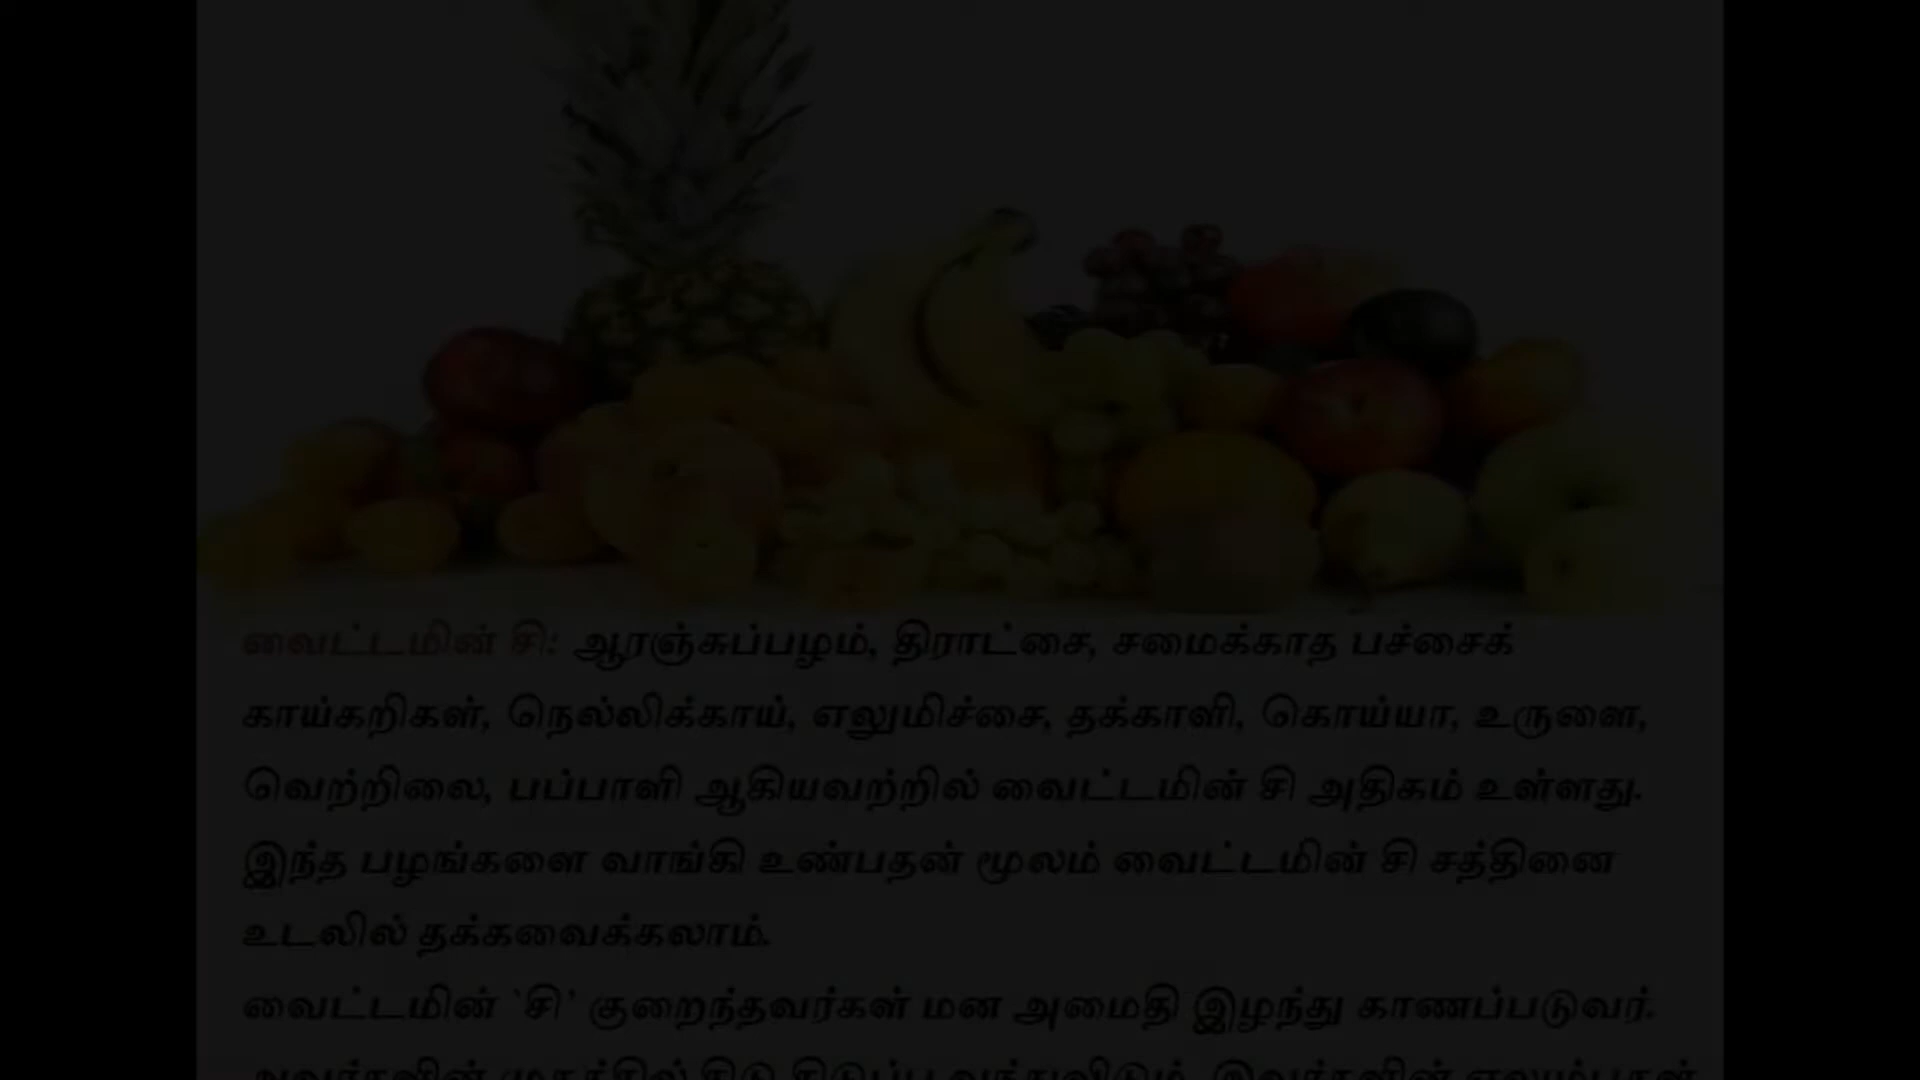 வைட்டமின் சி: ஆரஞ்சுப்பழம், திராட்சை, சமைக்காத பச்சைக்
காய்கறிகள், நெல்லிக்காய், எலுமிச்சை, தக்காளி, கொய்யா, உருளை,
வெற்றிலை, பப்பாளி ஆகியவற்றில் வைட்டமின் சி அதிகம் உள்ளது.
இந்த பழங்களை வாங்கி உண்பதன் மூலம் வைட்டமின் சி சத்தினை
உடலில் தக்கவைக்கலாம்.
வைட்டமின் `சி' குறைந்தவர்கள் மன அமைதி இழந்து காணப்படுவர்.